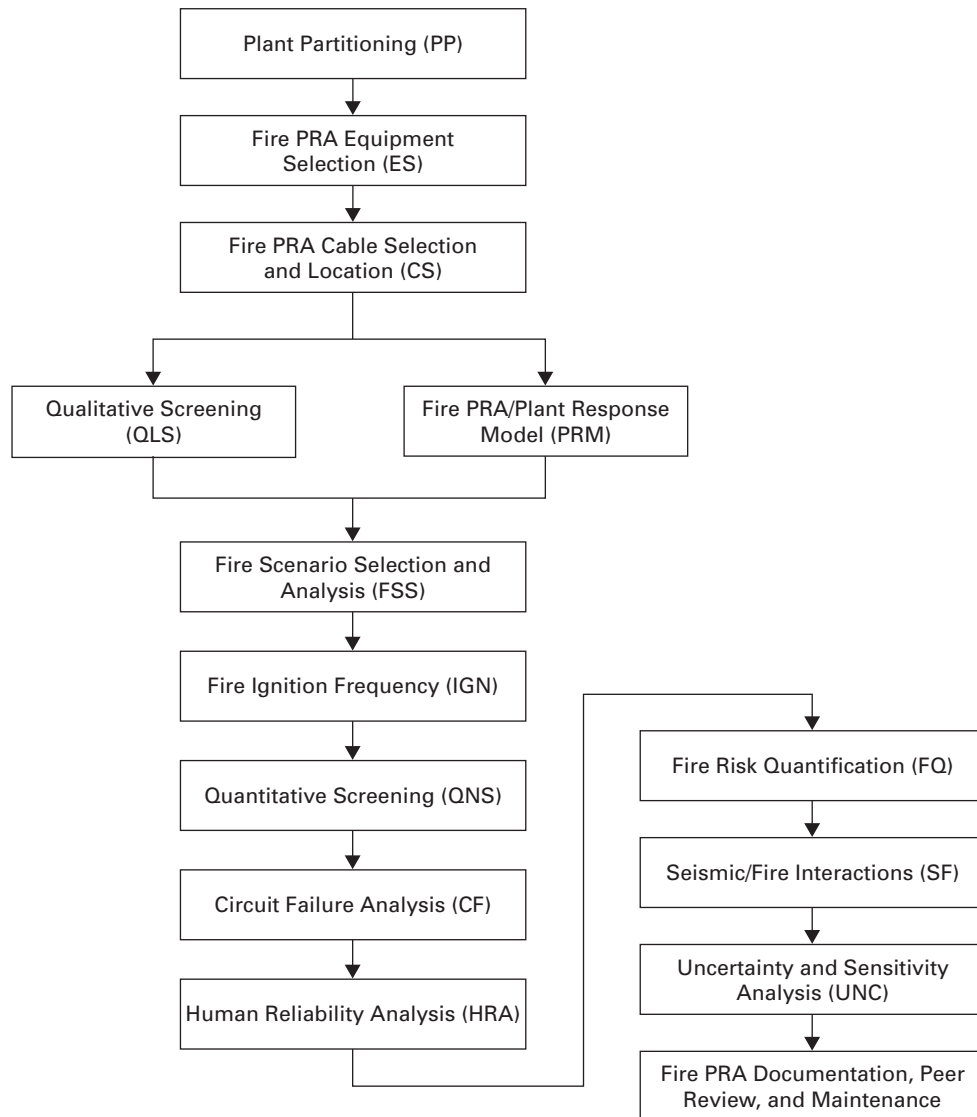 Plant Partitioning (PP)
Fire PRA Equipment
Selection (ES)
Fire PRA Cable Selection
and Location (CS)
Qualitative Screening
(QLS)
Fire PRA/Plant Response
Model (PRM)
Fire Scenario Selection and
Analysis (FSS)
Fire Ignition Frequency (IGN)
Quantitative Screening (QNS)
Circuit Failure Analysis (CF)
Human Reliability Analysis (HRA)
Fire Risk Quantification (FQ)
Seismic/Fire Interactions (SF)
Uncertainty and Sensitivity
Analysis (UNC)
Fire PRA Documentation, Peer
Review, and Maintenance